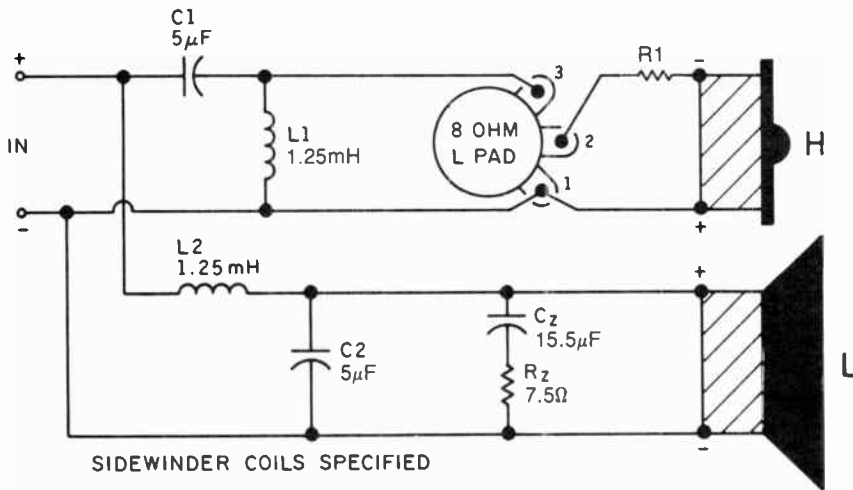 C1
5μF
+
IN
-
L1
1.25mH
8 OHM
L PAD
3
2
1
R1
-
+
H
L2
1.25mH
C2
5μF
Cz
15.5μF
Rz
7.5Ω
+
-
L
SIDEWINDER COILS SPECIFIED